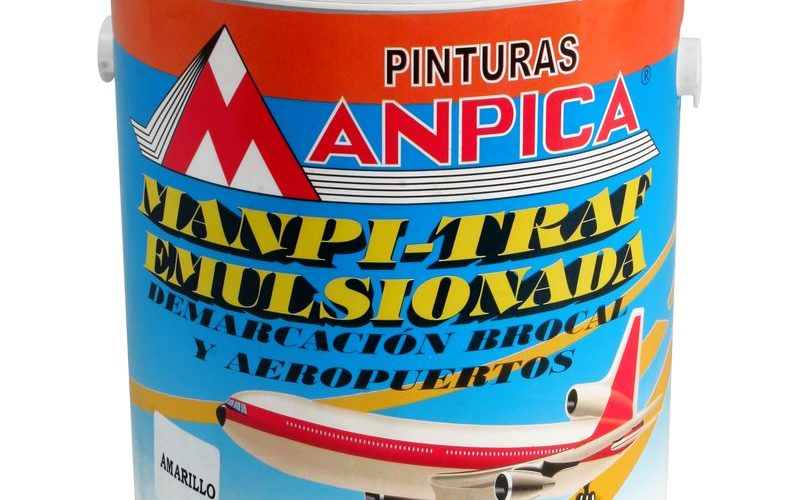 PINTURAS
MANPICA®
MANPI-TRAF
EMULSIONADA
DEMARCACIÓN BROCAL
Y AEROPUERTOS
AMARILLO